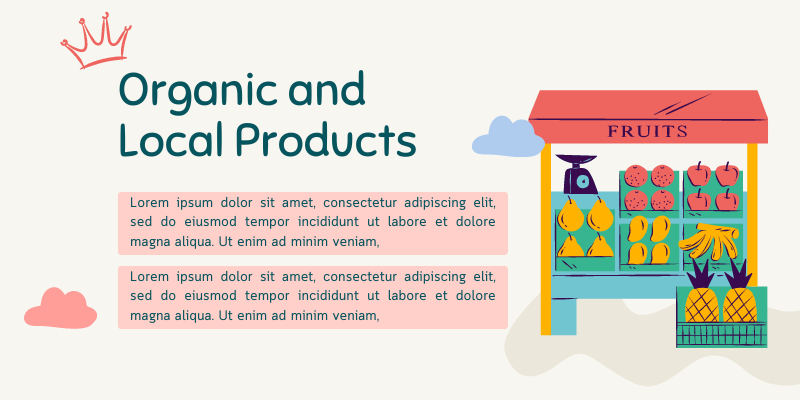 Organic and
Local Products
FRUITS
Lorem ipsum dolor sit amet, consectetur adipiscing elit,
sed do eiusmod tempor incididunt ut labore et dolore
magna aliqua. Ut enim ad minim veniam,
Lorem ipsum dolor sit amet, consectetur adipiscing elit,
sed do eiusmod tempor incididunt ut labore et dolore
magna aliqua. Ut enim ad minim veniam,